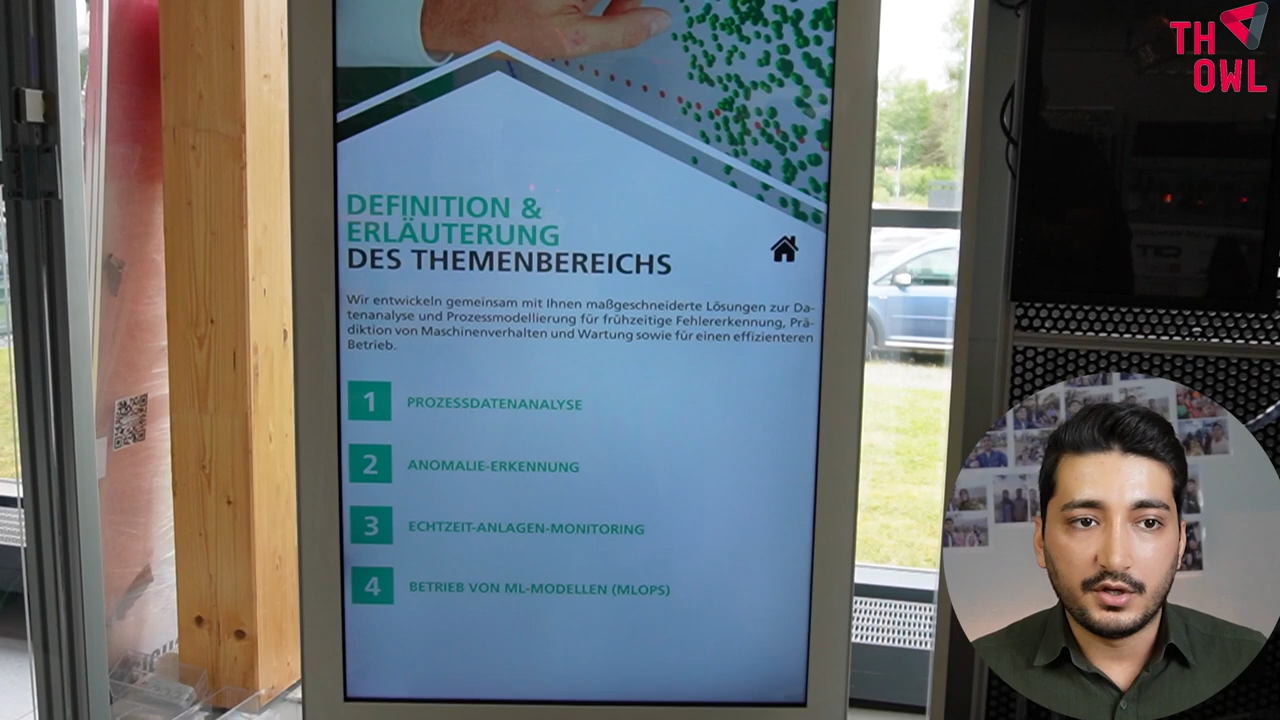 TH
OWL
DEFINITION &
ERLÄUTERUNG
DES THEMENBEREICHS
Wir entwickeln gemeinsam mit Ihnen maßgeschneiderte Lösungen zur Da-
tenanalyse und Prozessmodellierung für frühzeitige Fehlererkennung, Prä-
diktion von Maschinenverhalten und Wartung sowie für einen effizienteren
Betrieb.
1 PROZESSDATENANALYSE
2 ANOMALIE-ERKENNUNG
3 ECHTZEIT-ANLAGEN-MONITORING
4 BETRIEB VON ML-MODELLEN (MLOPS)